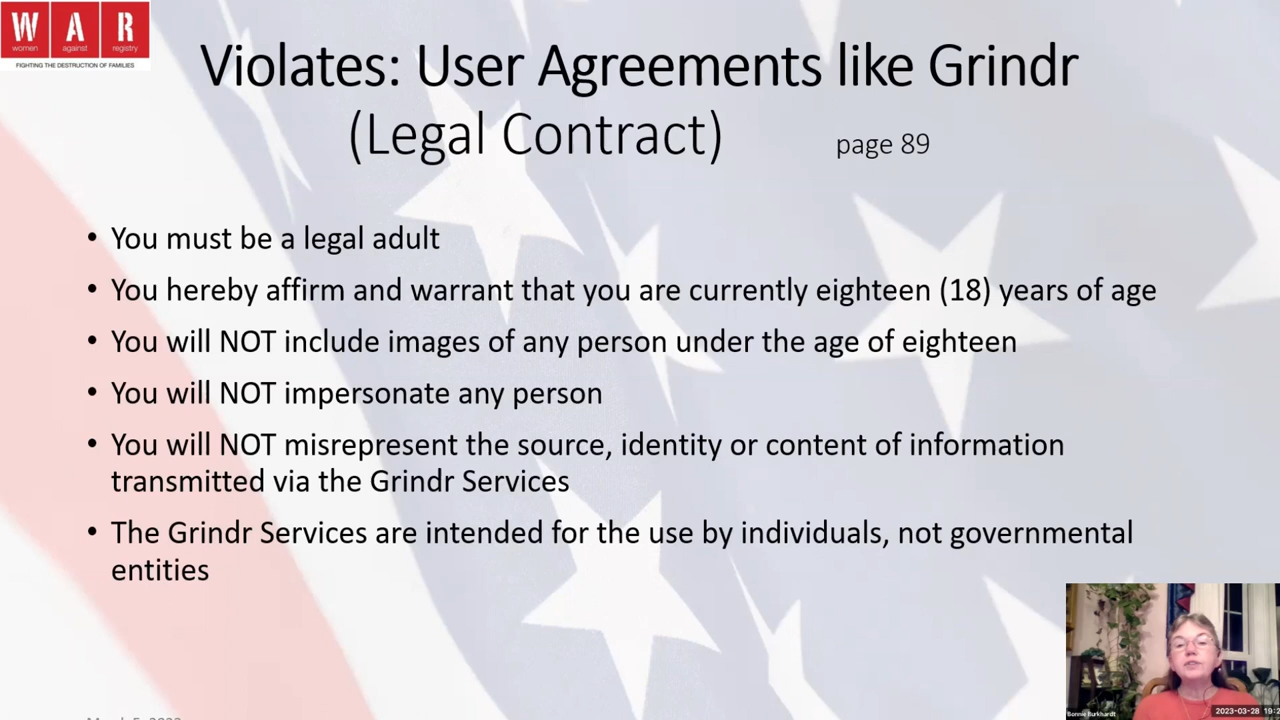 W A R
women against registry
FIGHTING THE DESTRUCTION OF FAMILIES
Violates: User Agreements like Grindr
(Legal Contract) page 89
• You must be a legal adult
• You hereby affirm and warrant that you are currently eighteen (18) years of age
• You will NOT include images of any person under the age of eighteen
• You will NOT impersonate any person
• You will NOT misrepresent the source, identity or content of information
transmitted via the Grindr Services
• The Grindr Services are intended for the use by individuals, not governmental
entities
Bonnie Burkhardt
2023-03-28